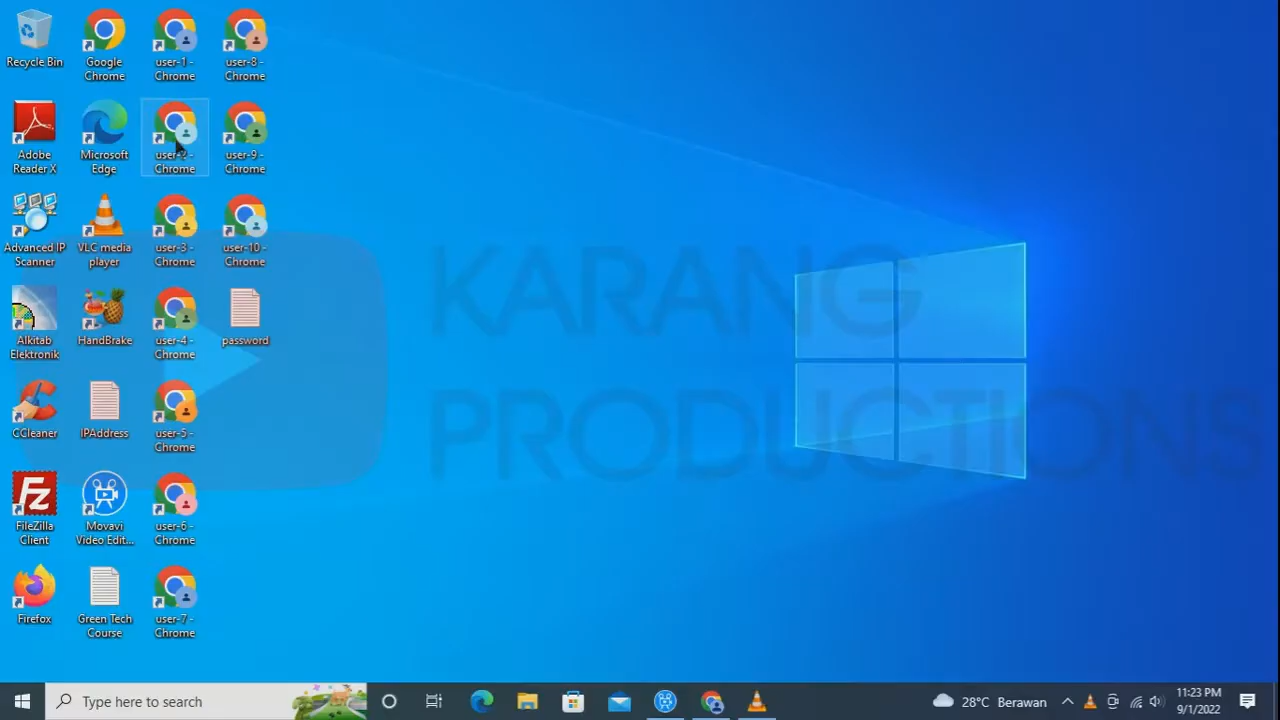 Recycle Bin
Google
Chrome
user-1 -
Chrome
user-8 -
Chrome
Adobe
Reader X
Microsoft
Edge
user-2 -
Chrome
user-9 -
Chrome
Advanced IP
Scanner
VLC media
player
user-3 -
Chrome
user-10 -
Chrome
Alkitab
Elektronik
HandBrake
user-4 -
Chrome
password
CCleaner
IPAddress
user-5 -
Chrome
FileZilla
Client
Movavi
Video Edit...
user-6 -
Chrome
Firefox
Green Tech
Course
user-7 -
Chrome
KARANG
PRODUCTIONS
Type here to search
28°C Berawan
11:23 PM
9/1/2022